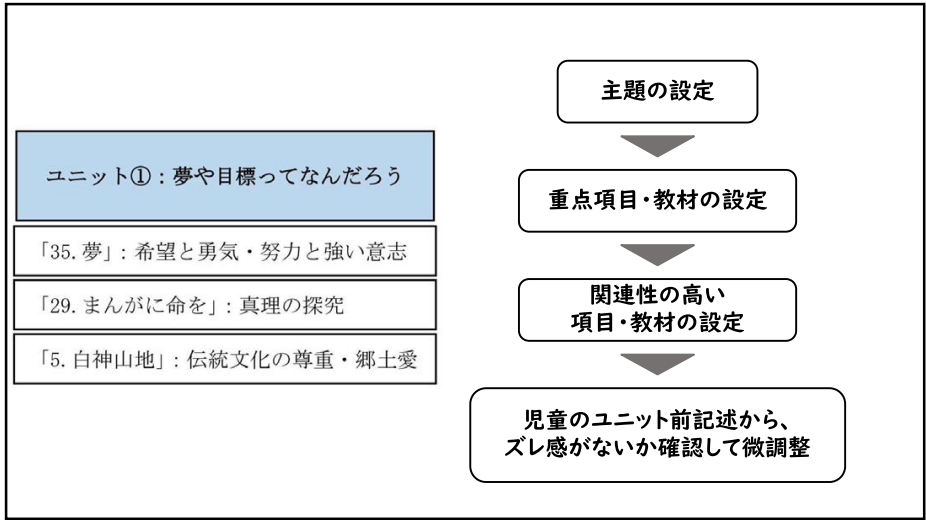 ユニット①：夢や目標ってなんだろう
「35.夢」：希望と勇気・努力と強い意志
「29.まんがに命を」：真理の探究
「5.白神山地」：伝統文化の尊重・郷土愛
主題の設定
重点項目・教材の設定
関連性の高い
項目・教材の設定
児童のユニット前記述から、
ズレ感がないか確認して微調整